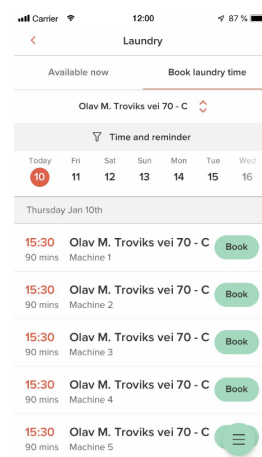 Carrier 12:00 87 %
Laundry
Available now Book laundry time
Olav M. Troviks vei 70 - C
Time and reminder
Today Fri Sat Sun Mon Tue Wed
10 11 12 13 14 15 16
Thursday Jan 10th
15:30 Olav M. Troviks vei 70 - C Book
90 mins Machine 1
15:30 Olav M. Troviks vei 70 - C Book
90 mins Machine 2
15:30 Olav M. Troviks vei 70 - C Book
90 mins Machine 3
15:30 Olav M. Troviks vei 70 - C Book
90 mins Machine 4
15:30 Olav M. Troviks vei 70 - C
90 mins Machine 5